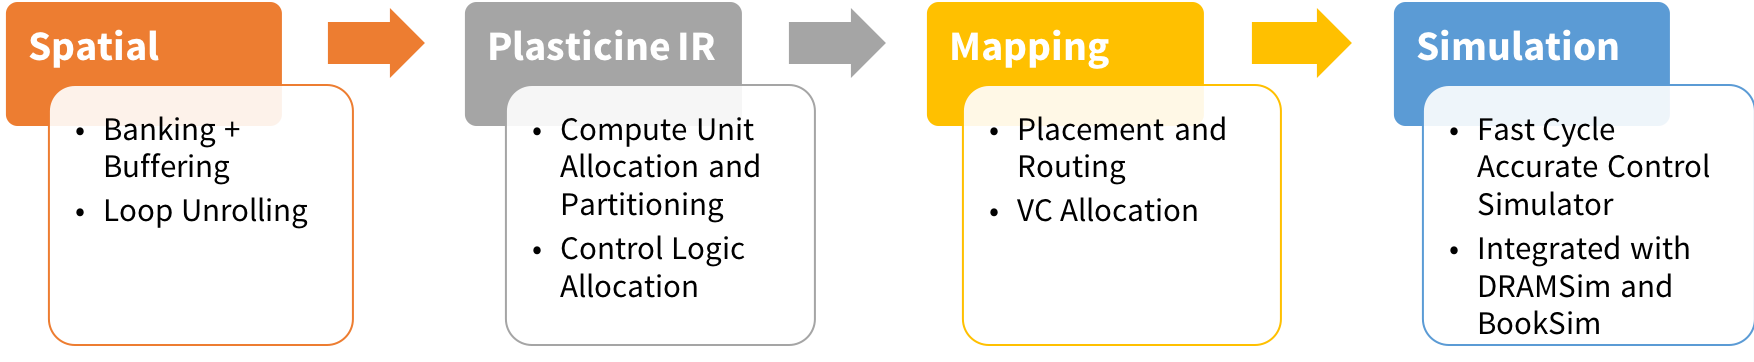 Spatial
• Banking +
Buffering
• Loop Unrolling
Plasticine IR
• Compute Unit
Allocation and
Partitioning
• Control Logic
Allocation
Mapping
• Placement and
Routing
• VC Allocation
Simulation
• Fast Cycle
Accurate Control
Simulator
• Integrated with
DRAMSim and
BookSim